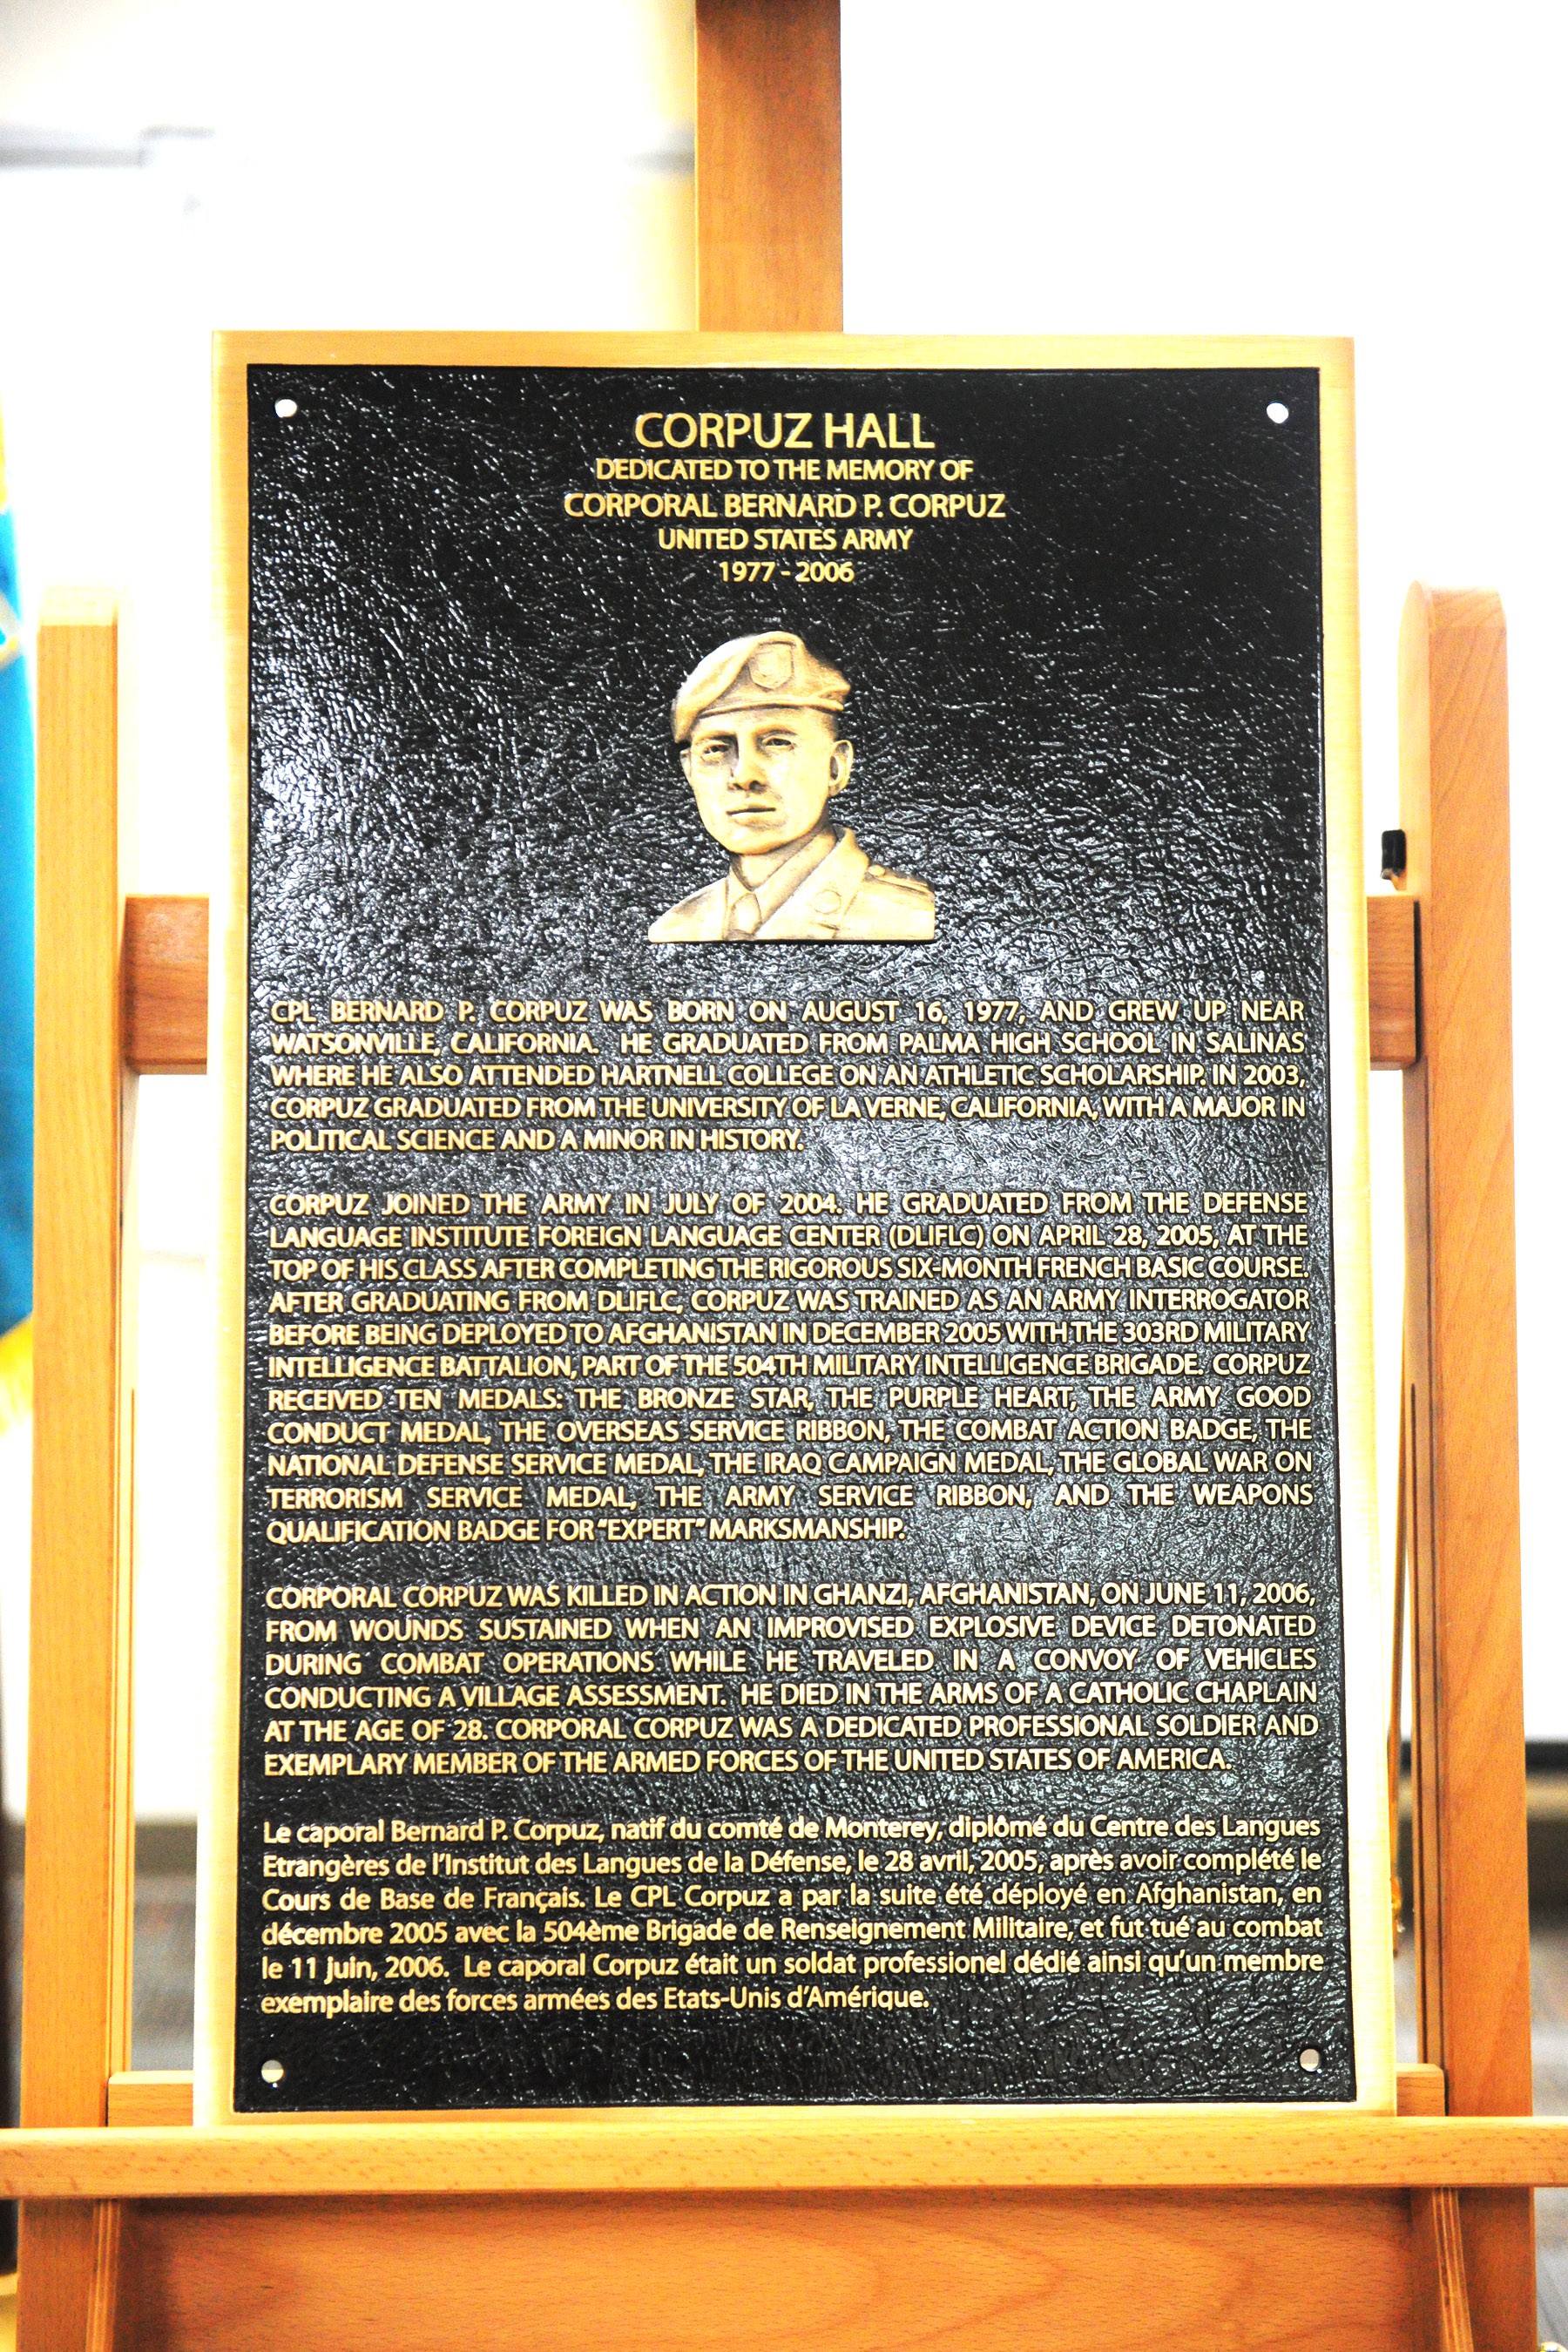 CORPUZ HALL
DEDICATED TO THE MEMORY OF
CORPORAL BERNARD P. CORPUZ
UNITED STATES ARMY
1977 - 2006
CPL BERNARD P. CORPUZ WAS BORN ON AUGUST 16, 1977, AND GREW UP NEAR
WATSONVILLE, CALIFORNIA. HE GRADUATED FROM PALMA HIGH SCHOOL IN SALINAS
WHERE HE ALSO ATTENDED HARTNELL COLLEGE ON AN ATHLETIC SCHOLARSHIP. IN 2003,
CORPUZ GRADUATED FROM THE UNIVERSITY OF LA VERNE, CALIFORNIA, WITH A MAJOR IN
POLITICAL SCIENCE AND A MINOR IN HISTORY.
CORPUZ JOINED THE ARMY IN JULY OF 2004. HE GRADUATED FROM THE DEFENSE
LANGUAGE INSTITUTE FOREIGN LANGUAGE CENTER (DLIFLC) ON APRIL 28, 2005, AT THE
TOP OF HIS CLASS AFTER COMPLETING THE RIGOROUS SIX-MONTH FRENCH BASIC COURSE.
AFTER GRADUATING FROM DLIFLC, CORPUZ WAS TRAINED AS AN ARMY INTERROGATOR
BEFORE BEING DEPLOYED TO AFGHANISTAN IN DECEMBER 2005 WITH THE 303RD MILITARY
INTELLIGENCE BATTALION, PART OF THE 504TH MILITARY INTELLIGENCE BRIGADE. CORPUZ
RECEIVED TEN MEDALS: THE BRONZE STAR, THE PURPLE HEART, THE ARMY GOOD
CONDUCT MEDAL, THE OVERSEAS SERVICE RIBBON, THE COMBAT ACTION BADGE, THE
NATIONAL DEFENSE SERVICE MEDAL, THE IRAQ CAMPAIGN MEDAL, THE GLOBAL WAR ON
TERRORISM SERVICE MEDAL, THE ARMY SERVICE RIBBON, AND THE WEAPONS
QUALIFICATION BADGE FOR “EXPERT” MARKSMANSHIP.
CORPORAL CORPUZ WAS KILLED IN ACTION IN GHANZI, AFGHANISTAN, ON JUNE 11, 2006,
FROM WOUNDS SUSTAINED WHEN AN IMPROVISED EXPLOSIVE DEVICE DETONATED
DURING COMBAT OPERATIONS WHILE HE TRAVELED IN A CONVOY OF VEHICLES
CONDUCTING A VILLAGE ASSESSMENT. HE DIED IN THE ARMS OF A CATHOLIC CHAPLAIN
AT THE AGE OF 28. CORPORAL CORPUZ WAS A DEDICATED PROFESSIONAL SOLDIER AND
EXEMPLARY MEMBER OF THE ARMED FORCES OF THE UNITED STATES OF AMERICA.
Le caporal Bernard P. Corpuz, natif du comté de Monterey, diplômé du Centre des Langues
Etrangères de l’Institut des Langues de la Défense, le 28 avril, 2005, après avoir complété le
Cours de Base de Français. Le CPL Corpuz a par la suite été déployé en Afghanistan, en
décembre 2005 avec la 504ème Brigade de Renseignement Militaire, et fut tué au combat
le 11 juin, 2006. Le caporal Corpuz était un soldat professionel dédié ainsi qu’un membre
exemplaire des forces armées des Etats-Unis d’Amérique.